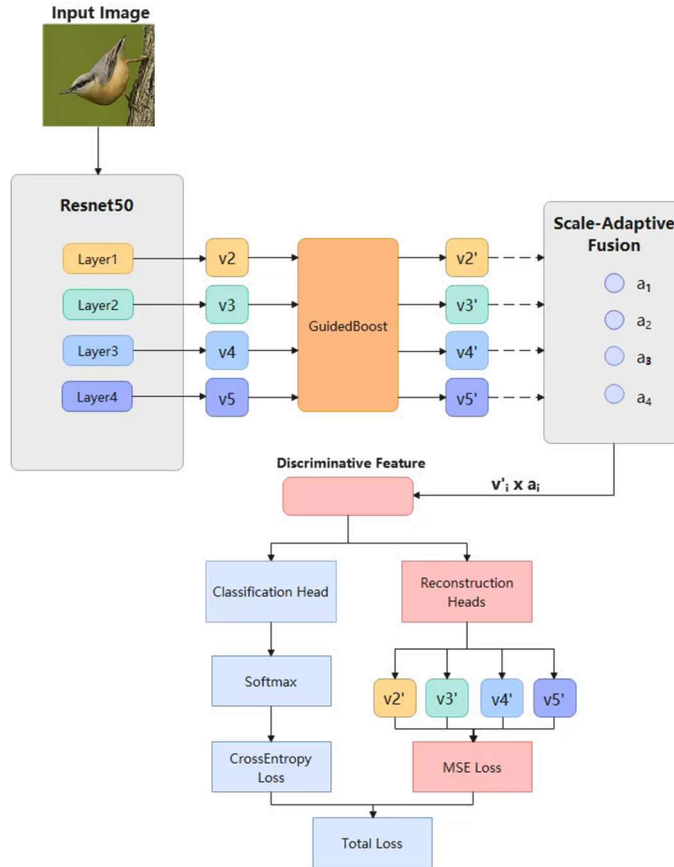 Input Image
Resnet50
Layer1
Layer2
Layer3
Layer4
v2
v3
v4
v5
GuidedBoost
v2'
v3'
v4'
v5'
Scale-Adaptive
Fusion
a₁
a₂
a₃
a₄
v'ᵢ x aᵢ
Discriminative Feature
Classification Head
Softmax
CrossEntropy
Loss
Reconstruction
Heads
v2'
v3'
v4'
v5'
MSE Loss
Total Loss